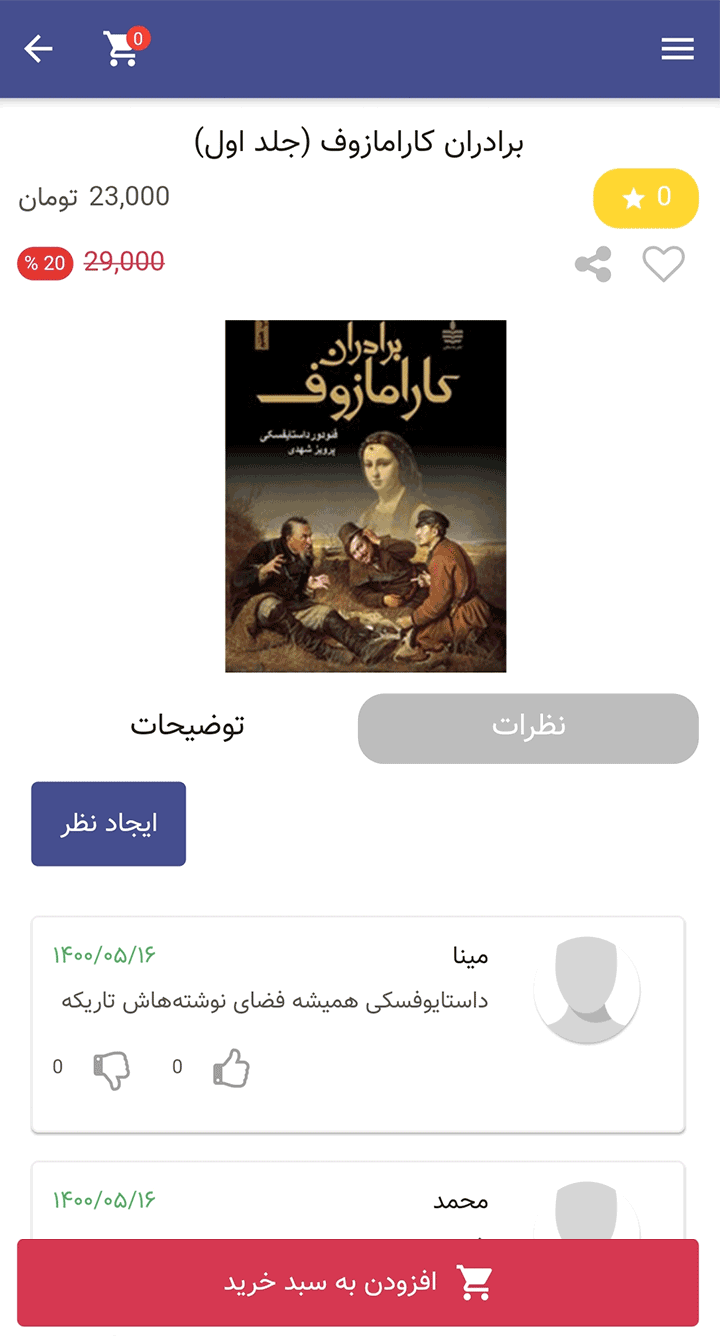 0
برادران کارامازوف (جلد اول)
0
23,000 تومان
29,000
% 20
برادران
کارامازوف
فئودور داستایفسکی
پرویز شهدی
نظرات
توضیحات
ایجاد نظر
مینا
۱۴۰۰/۰۵/۱۶
داستایوفسکی همیشه فضای نوشته‌هاش تاریکه
0
0
محمد
۱۴۰۰/۰۵/۱۶
افزودن به سبد خرید